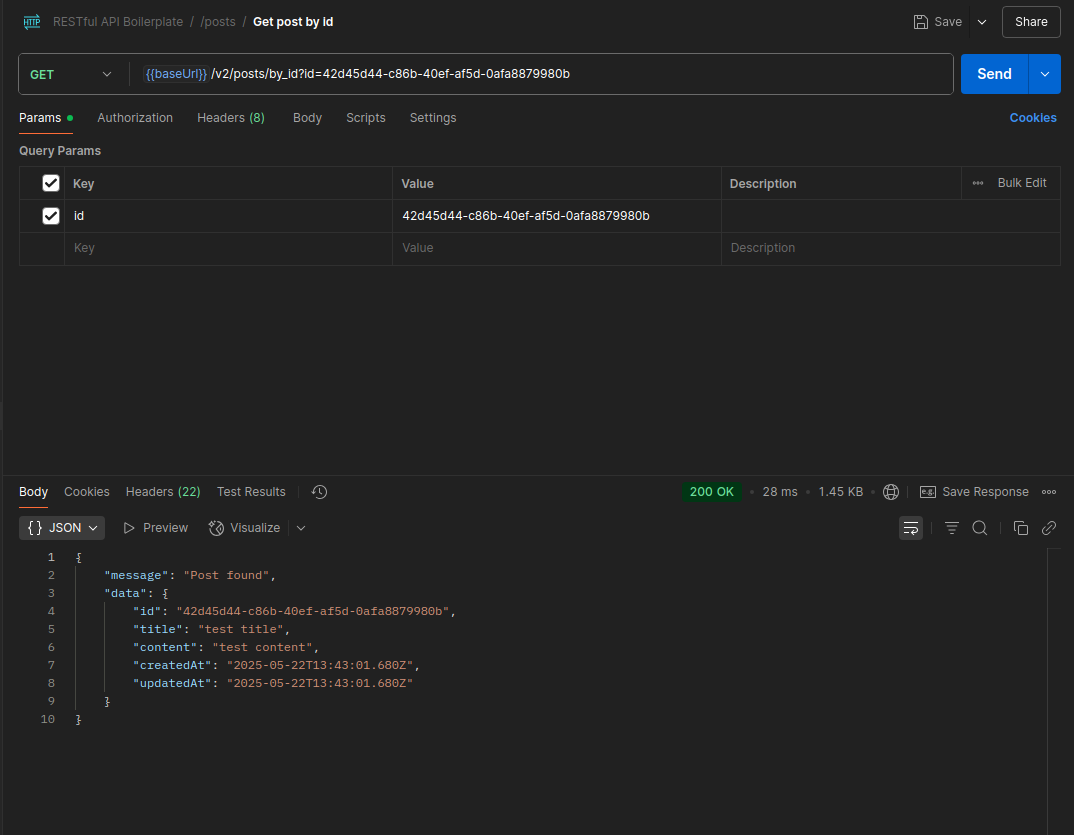 HTTP RESTful API Boilerplate / /posts / Get post by id Save Share
GET {{baseUrl}} /v2/posts/by_id?id=42d45d44-c86b-40ef-af5d-0afa8879980b Send
Params Authorization Headers (8) Body Scripts Settings Cookies
Query Params
Key Value Description Bulk Edit
id 42d45d44-c86b-40ef-af5d-0afa8879980b
Key Value Description
Body Cookies Headers (22) Test Results 200 OK 28 ms 1.45 KB e.g. Save Response
{} JSON Preview Visualize
1 {
2 "message": "Post found",
3 "data": {
4 "id": "42d45d44-c86b-40ef-af5d-0afa8879980b",
5 "title": "test title",
6 "content": "test content",
7 "createdAt": "2025-05-22T13:43:01.680Z",
8 "updatedAt": "2025-05-22T13:43:01.680Z"
9 }
10 }